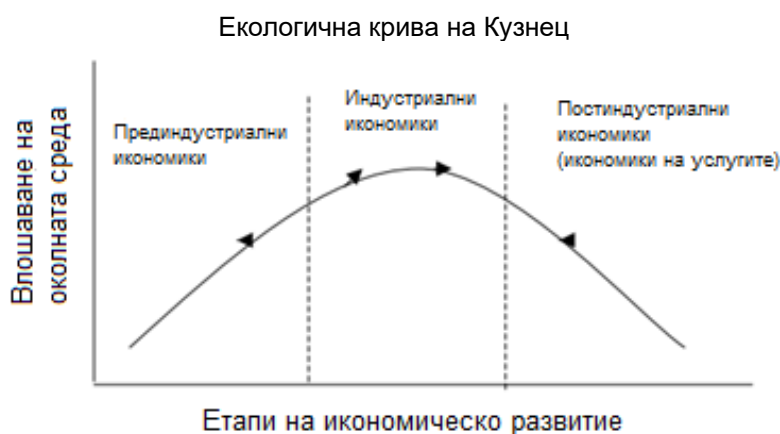 Екологична крива на Кузнец
Прединдустриални
икономики
Индустриални
икономики
Постиндустриални
икономики
(икономики на услугите)
Влошаване на
околната среда
Етапи на икономическо развитие